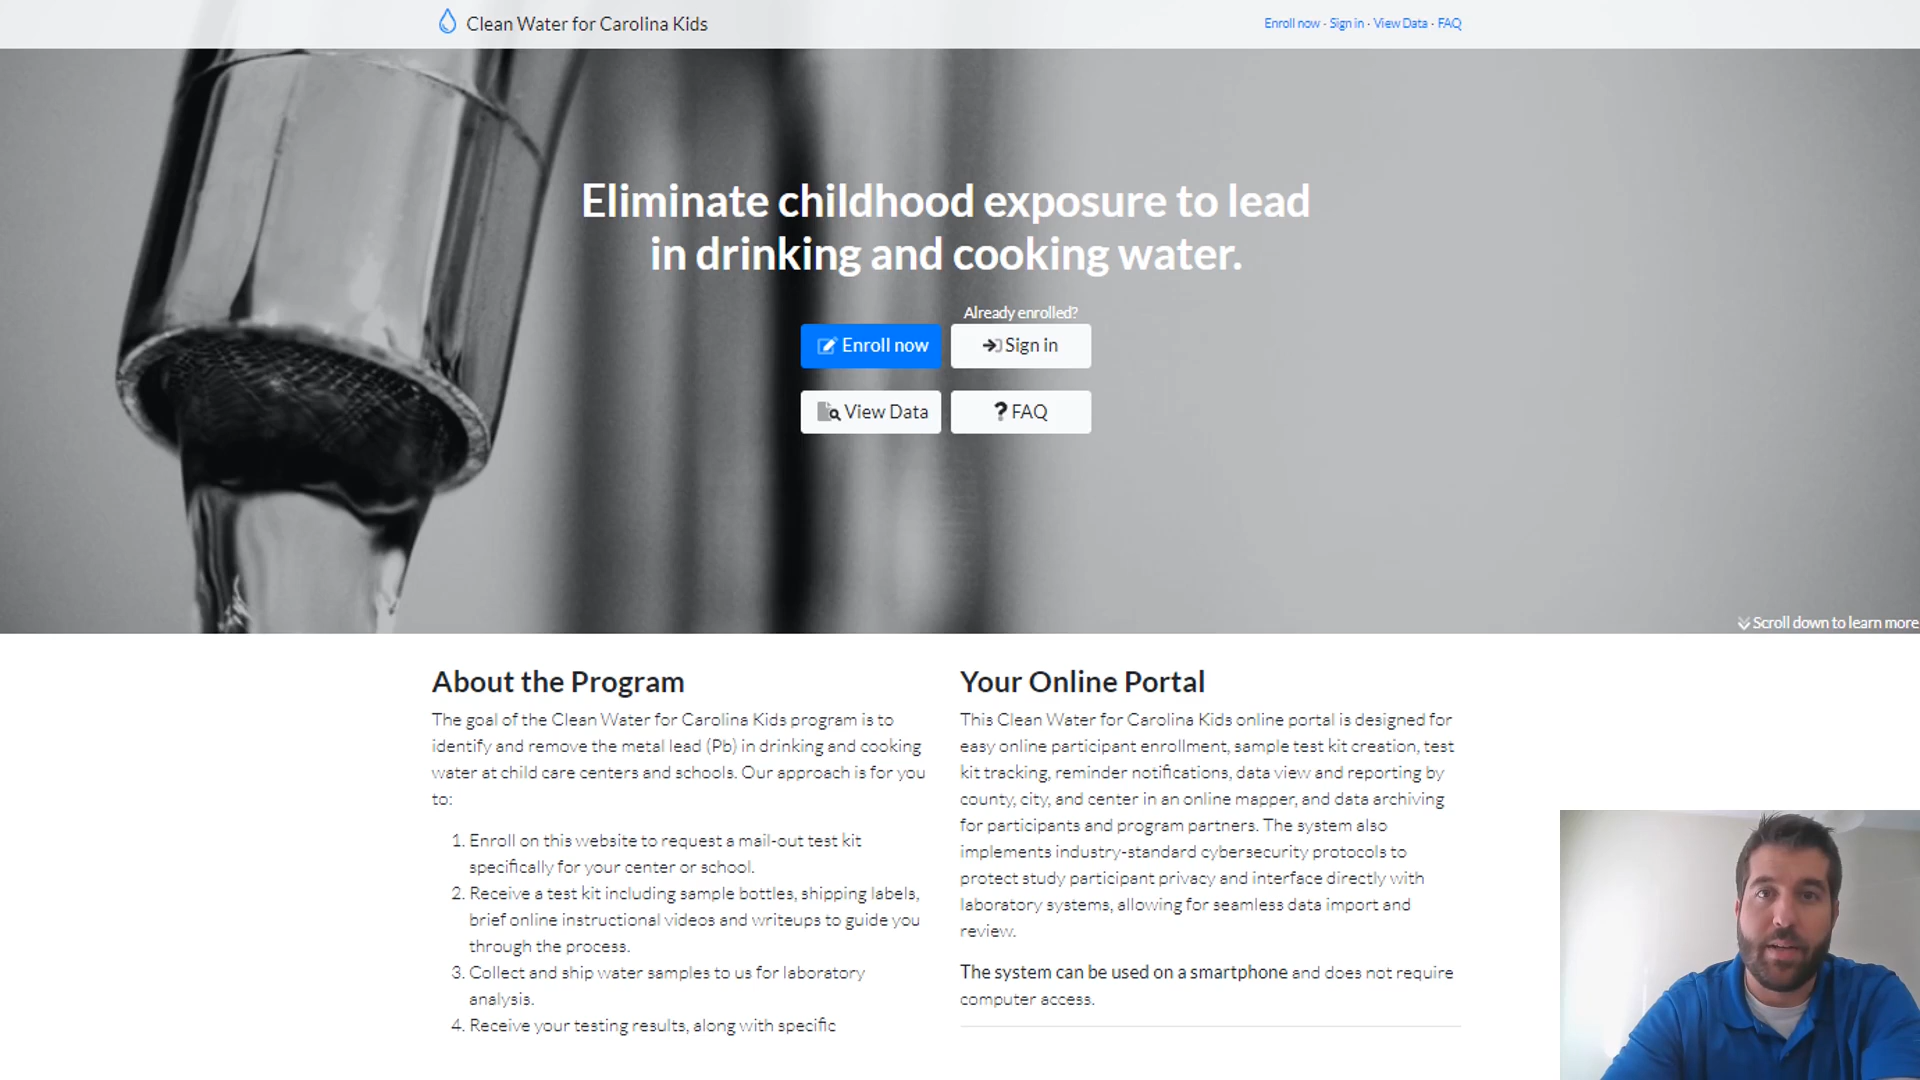 Clean Water for Carolina Kids
Enroll now · Sign in · View Data · FAQ
Eliminate childhood exposure to lead
in drinking and cooking water.
Already enrolled?
Enroll now
Sign in
View Data
? FAQ
Scroll down to learn more
About the Program
The goal of the Clean Water for Carolina Kids program is to
identify and remove the metal lead (Pb) in drinking and cooking
water at child care centers and schools. Our approach is for you
to:
1. Enroll on this website to request a mail-out test kit
specifically for your center or school.
2. Receive a test kit including sample bottles, shipping labels,
brief online instructional videos and writeups to guide you
through the process.
3. Collect and ship water samples to us for laboratory
analysis.
4. Receive your testing results, along with specific
Your Online Portal
This Clean Water for Carolina Kids online portal is designed for
easy online participant enrollment, sample test kit creation, test
kit tracking, reminder notifications, data view and reporting by
county, city, and center in an online mapper, and data archiving
for participants and program partners. The system also
implements industry-standard cybersecurity protocols to
protect study participant privacy and interface directly with
laboratory systems, allowing for seamless data import and
review.
The system can be used on a smartphone and does not require
computer access.